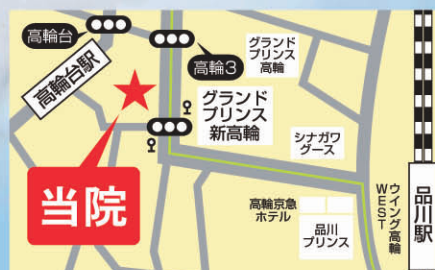 高輪台
高輪3
高輪台駅
グランド
プリンス
高輪
グランド
プリンス
新高輪
シナガワ
グース
当院
高輪京急
ホテル
品川
プリンス
ウイング高輪
WEST
品川駅